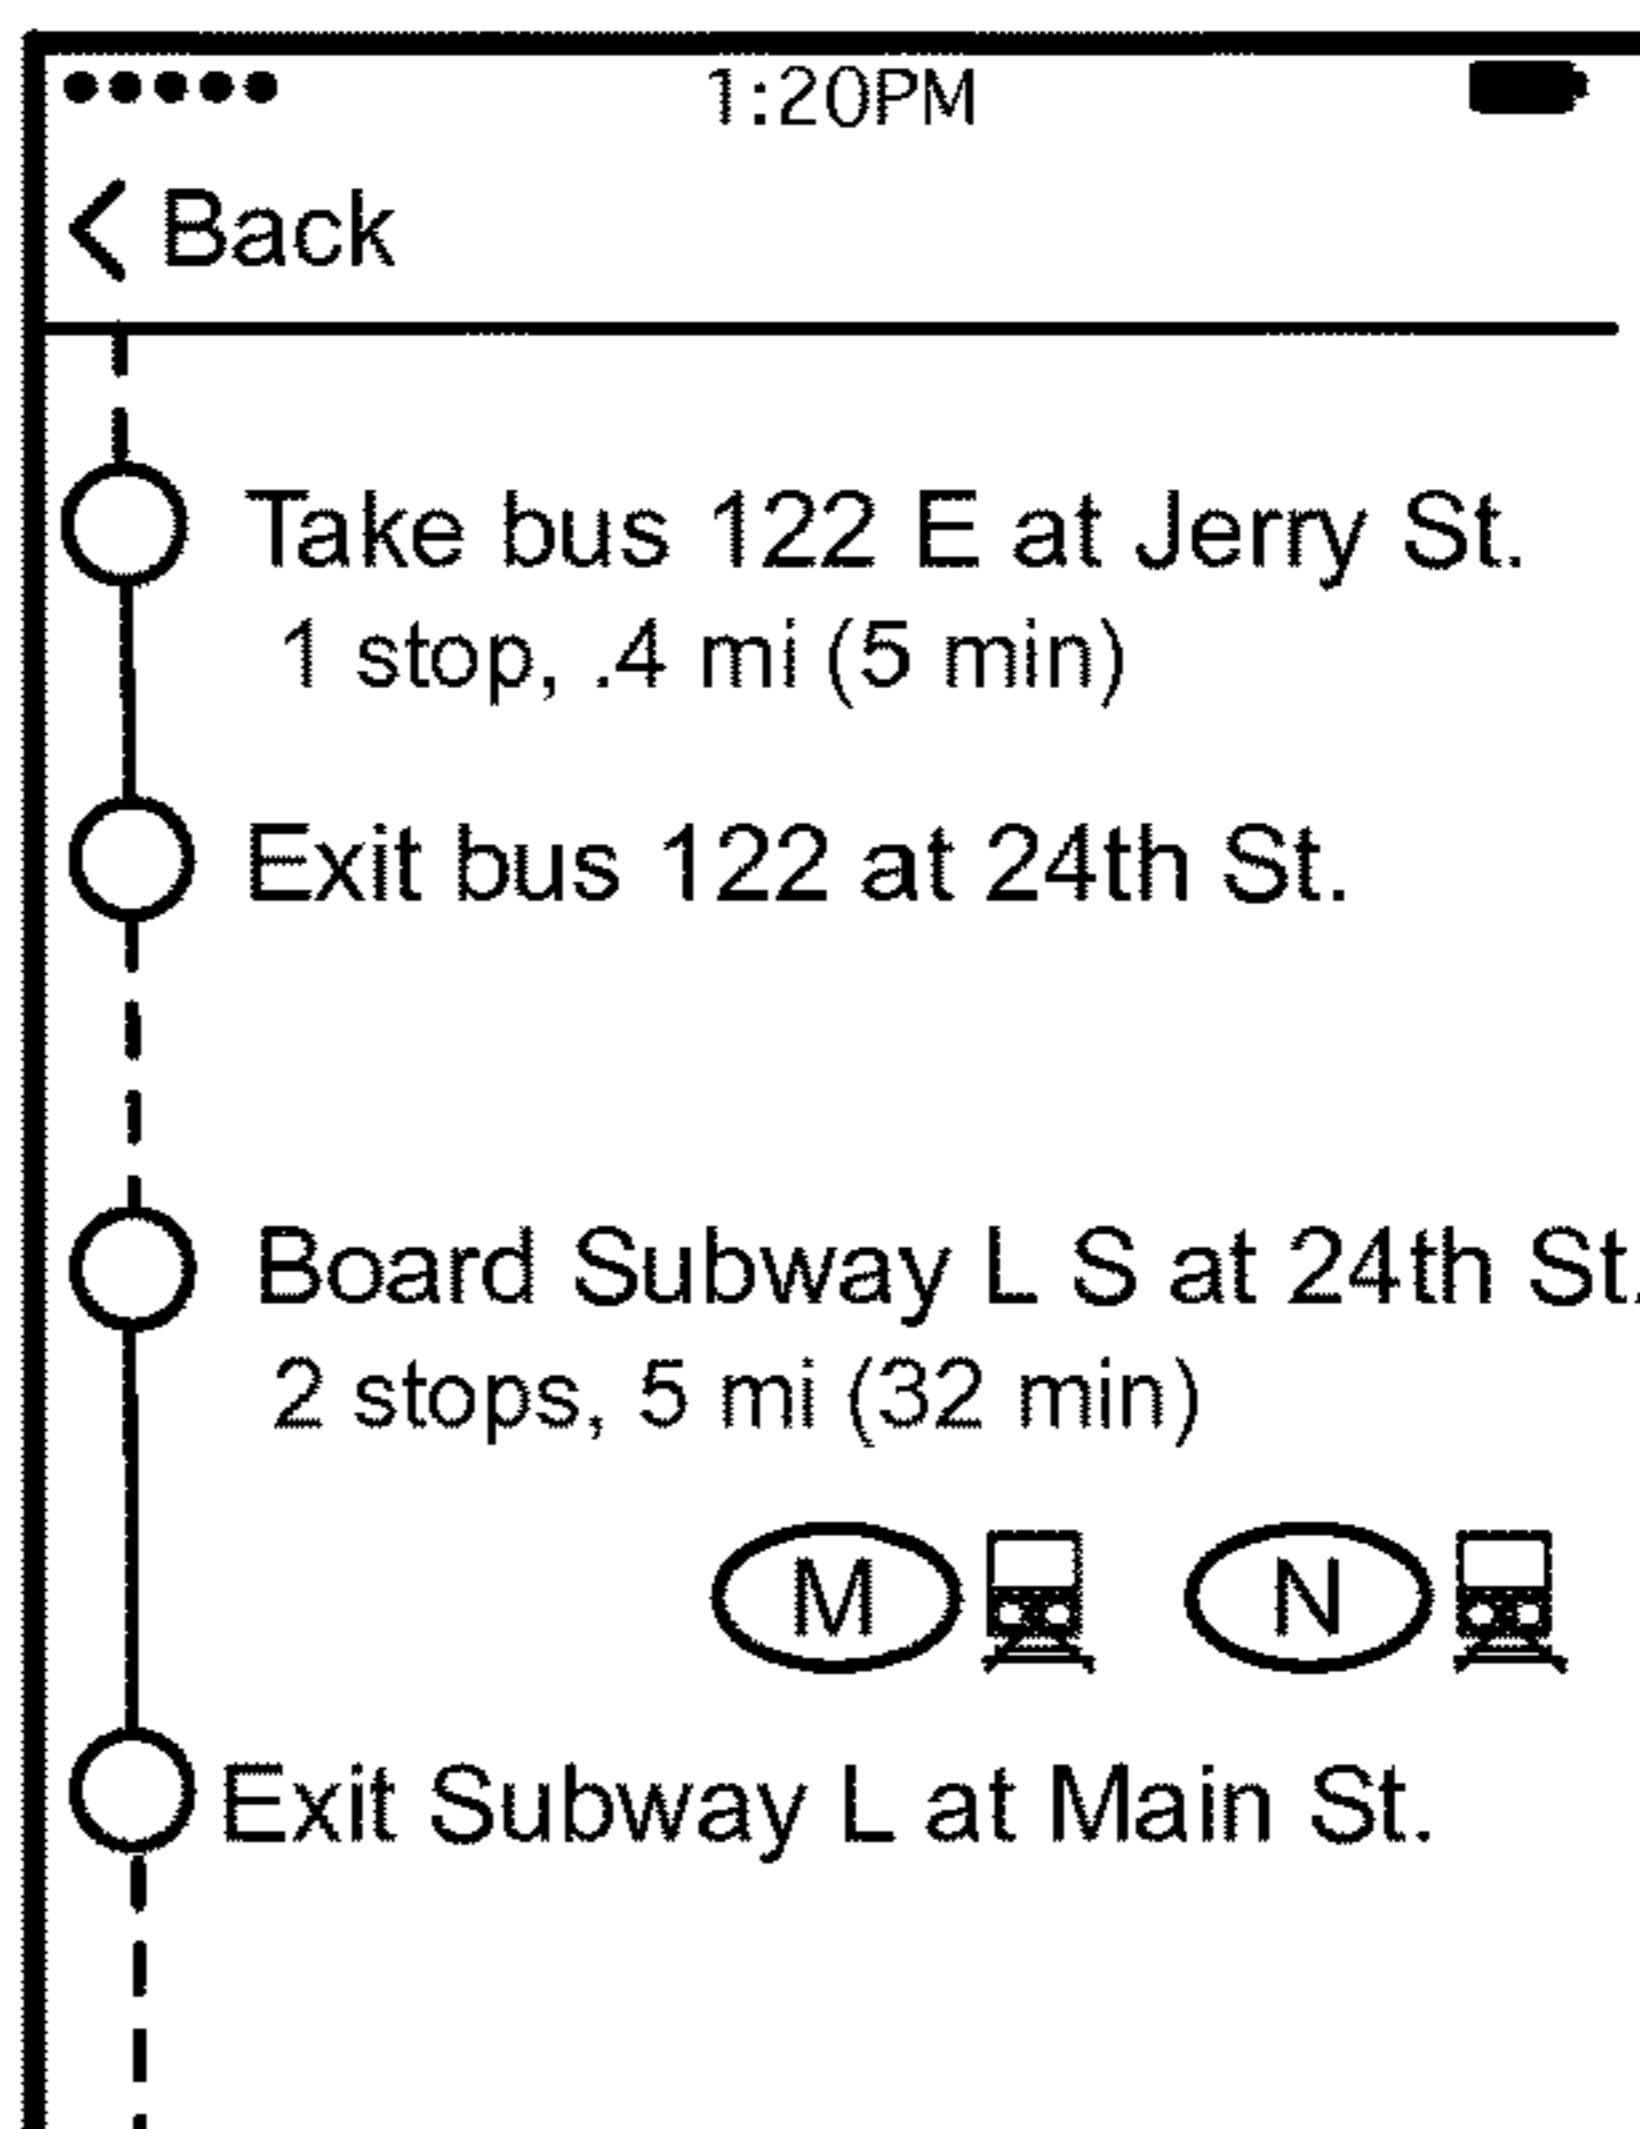 1:20PM
Back
Take bus 122 E at Jerry St.
1 stop, .4 mi (5 min)
Exit bus 122 at 24th St.
Board Subway L S at 24th St.
2 stops, 5 mi (32 min)
M N
Exit Subway L at Main St.